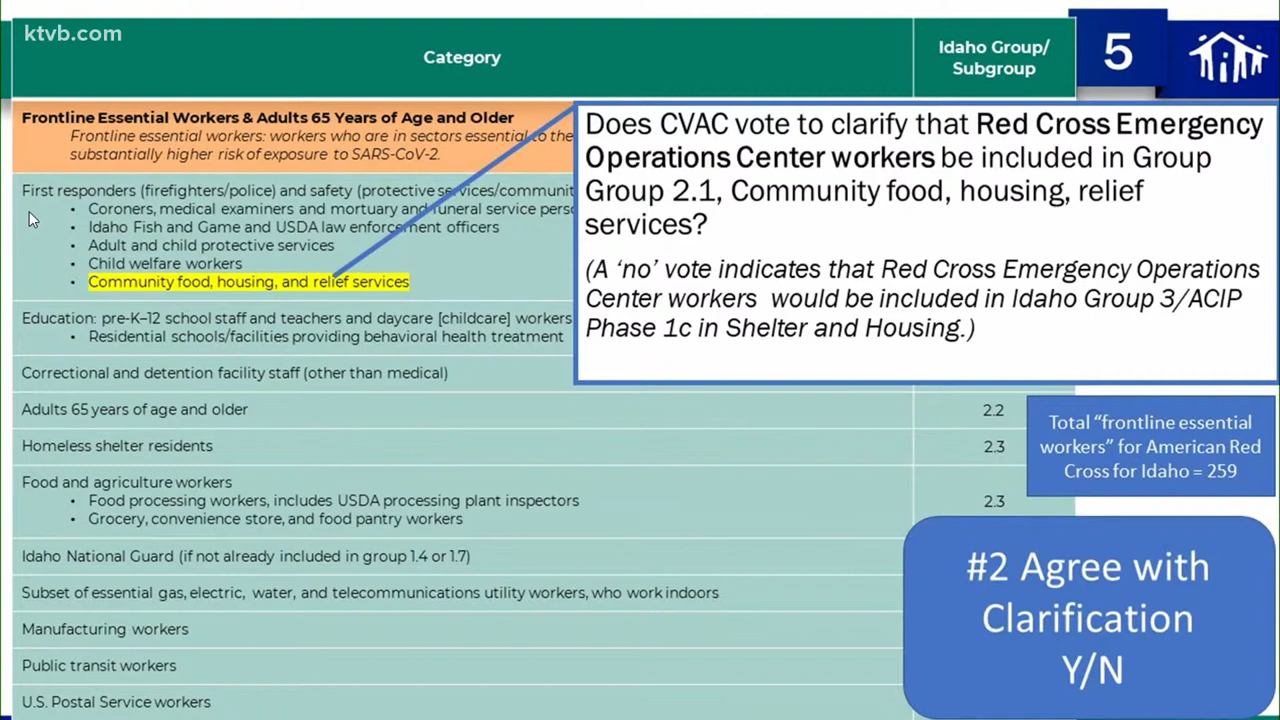 ktvb.com
Category
Idaho Group/
Subgroup
5
Frontline Essential Workers & Adults 65 Years of Age and Older
Frontline essential workers: workers who are in sectors essential to the
substantially higher risk of exposure to SARS-CoV-2.
First responders (firefighters/police) and safety (protective services/communit
Coroners, medical examiners and mortuary and funeral service perso
Idaho Fish and Game and USDA law enforcement officers
Adult and child protective services
Child welfare workers
Community food, housing, and relief services
Education: pre-K–12 school staff and teachers and daycare [childcare] workers
Residential schools/facilities providing behavioral health treatment
Correctional and detention facility staff (other than medical)
Adults 65 years of age and older
2.2
Homeless shelter residents
2.3
Food and agriculture workers
Food processing workers, includes USDA processing plant inspectors
2.3
Grocery, convenience store, and food pantry workers
Idaho National Guard (if not already included in group 1.4 or 1.7)
Subset of essential gas, electric, water, and telecommunications utility workers, who work indoors
Manufacturing workers
Public transit workers
U.S. Postal Service workers
Does CVAC vote to clarify that Red Cross Emergency
Operations Center workers be included in Group
Group 2.1, Community food, housing, relief
services?
(A ‘no’ vote indicates that Red Cross Emergency Operations
Center workers would be included in Idaho Group 3/ACIP
Phase 1c in Shelter and Housing.)
Total “frontline essential
workers” for American Red
Cross for Idaho = 259
#2 Agree with
Clarification
Y/N